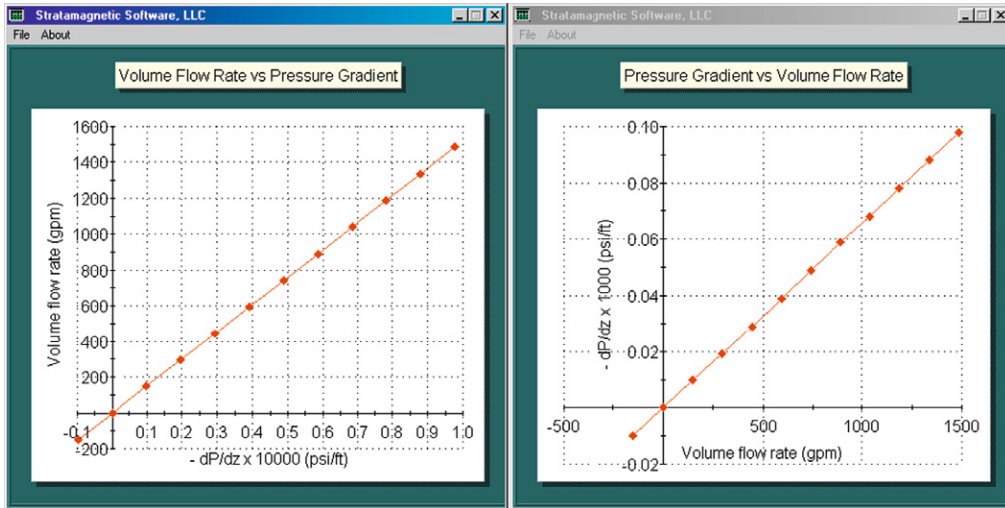 Stratamagnetic Software, LLC
File About
Volume Flow Rate vs Pressure Gradient
1600
1400
1200
1000
800
600
400
200
-0.1 0.1 0.2 0.3 0.4 0.5 0.6 0.7 0.8 0.9 1.0
-200
Volume flow rate (gpm)
- dP/dz x 10000 (psi/ft)
Stratamagnetic Software, LLC
File About
Pressure Gradient vs Volume Flow Rate
0.10
0.08
0.06
0.04
0.02
-500 500 1000 1500
-0.02
- dP/dz x 1000 (psi/ft)
Volume flow rate (gpm)